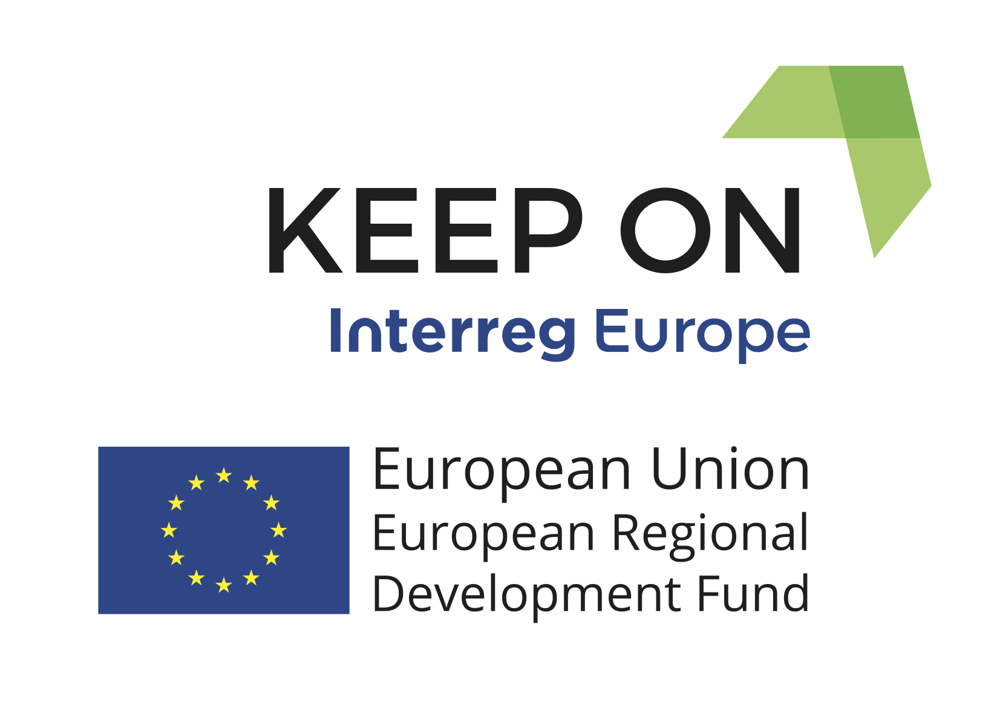 KEEP ON
Interreg Europe
European Union
European Regional
Development Fund